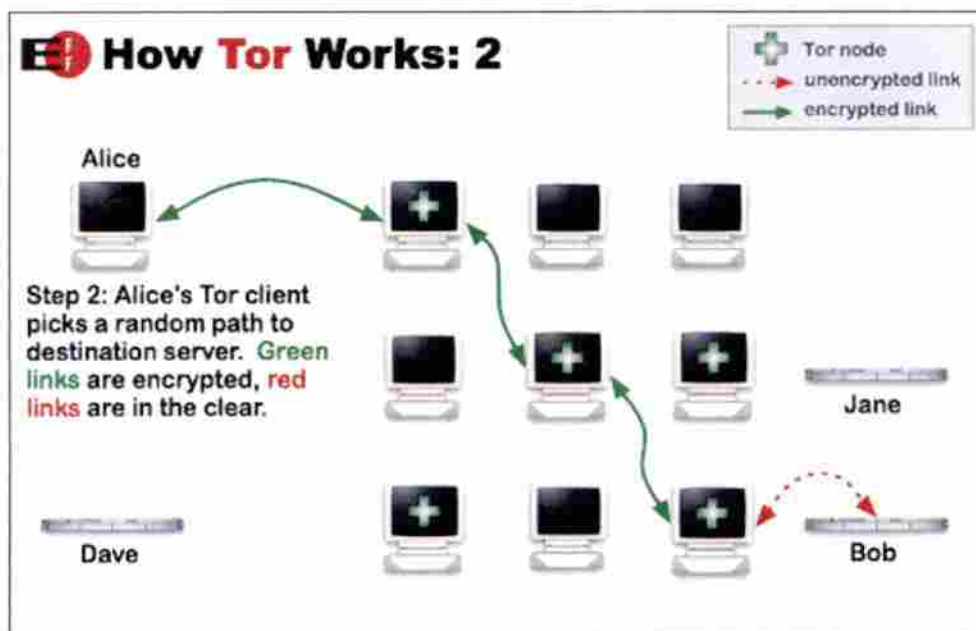 EFF How Tor Works: 2
Tor node
unencrypted link
encrypted link
Alice
Step 2: Alice's Tor client
picks a random path to
destination server. Green
links are encrypted, red
links are in the clear.
Jane
Dave
Bob